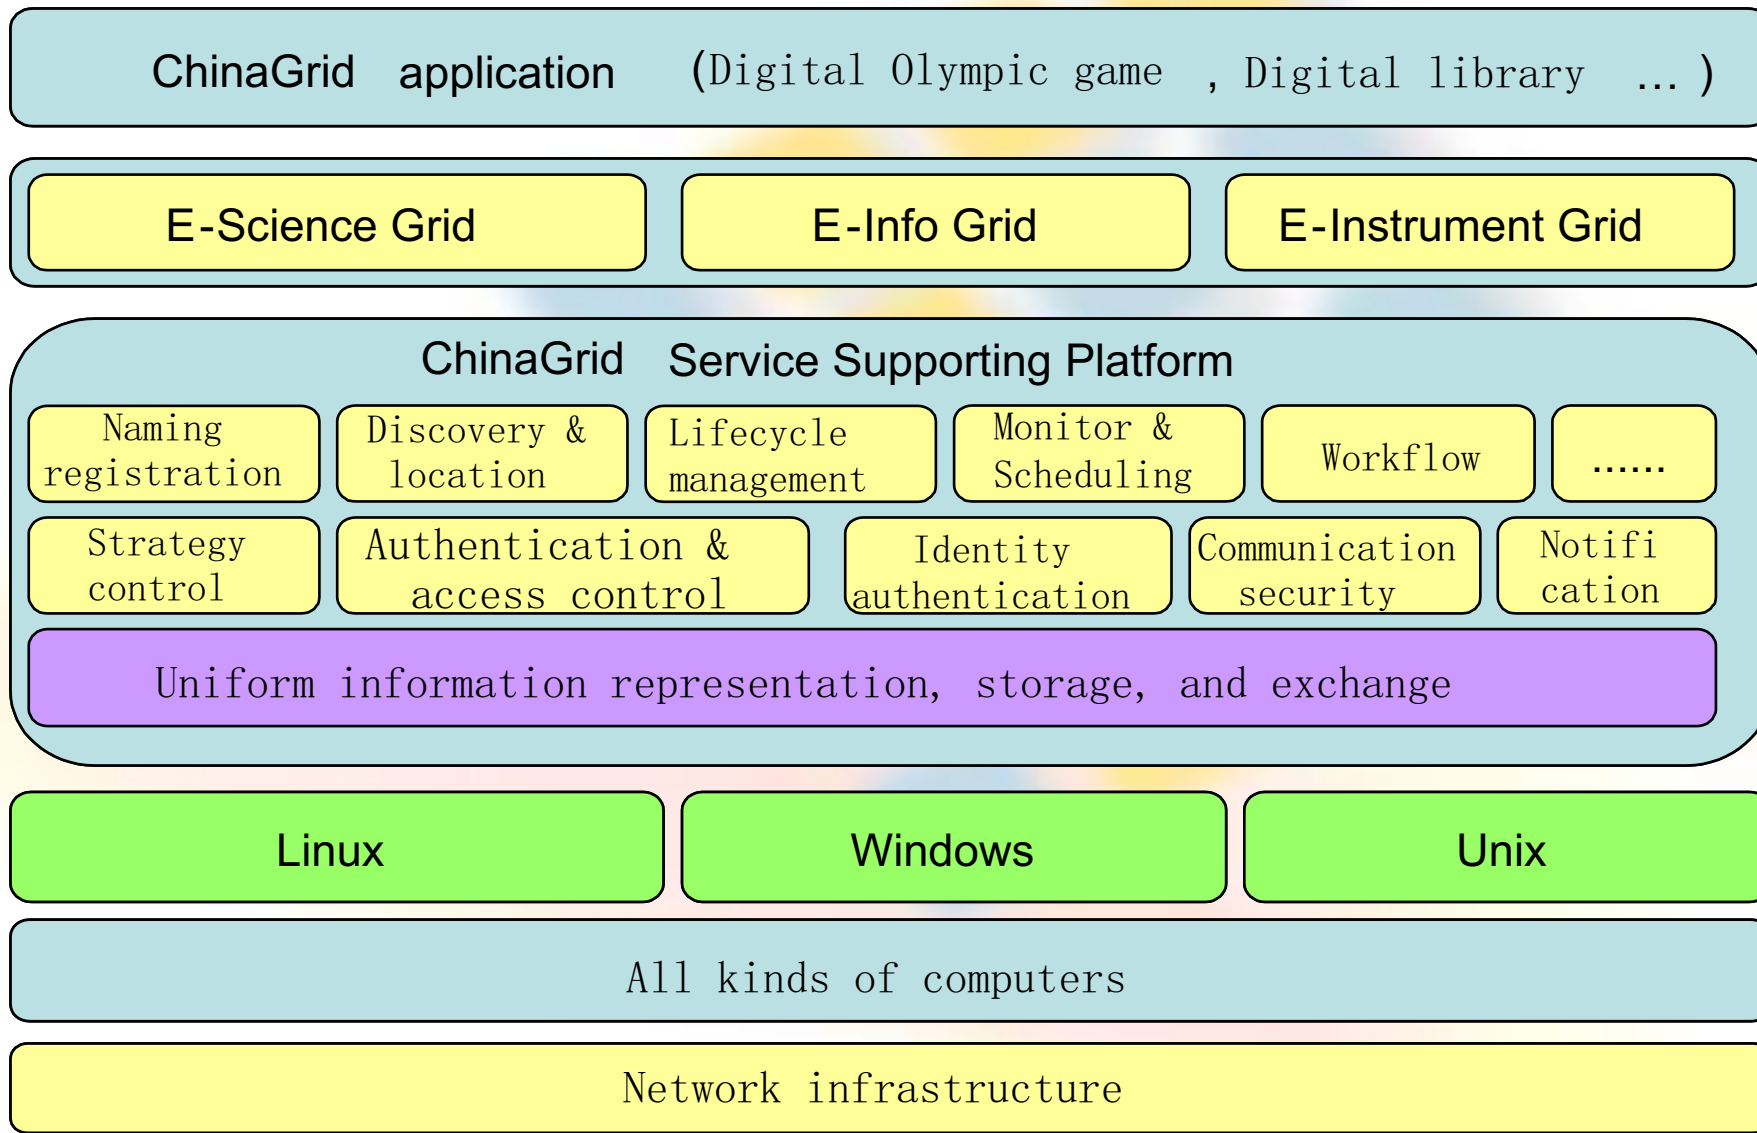 ChinaGrid application (Digital Olympic game , Digital library ... )
E-Science Grid
E-Info Grid
E-Instrument Grid
ChinaGrid Service Supporting Platform
Naming
registration
Discovery &
location
Lifecycle
management
Monitor &
Scheduling
Workflow
......
Strategy
control
Authentication &
access control
Identity
authentication
Communication
security
Notifi
cation
Uniform information representation, storage, and exchange
Linux
Windows
Unix
All kinds of computers
Network infrastructure